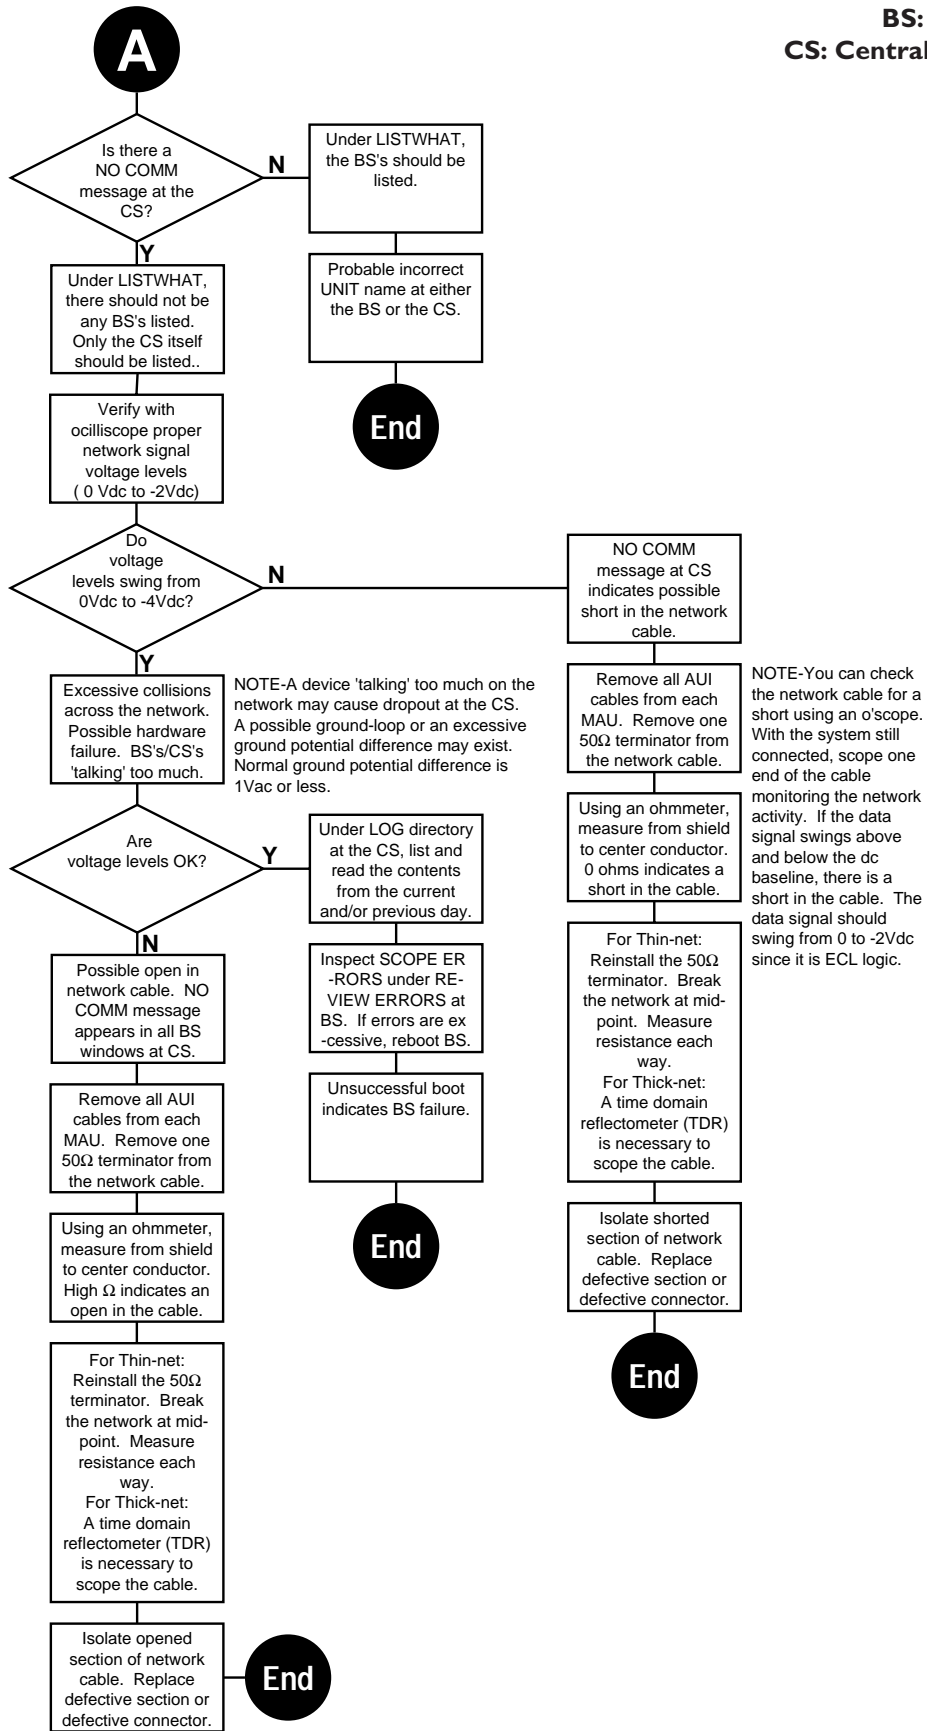 BS:
CS: Central
A
Is there a
NO COMM
message at the
CS?
N
Under LISTWHAT,
the BS's should be
listed.
Y
Under LISTWHAT,
there should not be
any BS's listed.
Only the CS itself
should be listed..
Probable incorrect
UNIT name at either
the BS or the CS.
End
Verify with
ocilliscope proper
network signal
voltage levels
( 0 Vdc to -2Vdc)
Do
voltage
levels swing from
0Vdc to -4Vdc?
N
NO COMM
message at CS
indicates possible
short in the network
cable.
Y
Excessive collisions
across the network.
Possible hardware
failure. BS's/CS's
'talking' too much.
NOTE-A device 'talking' too much on the
network may cause dropout at the CS.
A possible ground-loop or an excessive
ground potential difference may exist.
Normal ground potential difference is
1Vac or less.
Remove all AUI
cables from each
MAU. Remove one
50Ω terminator from
the network cable.
NOTE-You can check
the network cable for a
short using an o'scope.
With the system still
connected, scope one
end of the cable
monitoring the network
activity. If the data
signal swings above
and below the dc
baseline, there is a
short in the cable. The
data signal should
swing from 0 to -2Vdc
since it is ECL logic.
Are
voltage levels OK?
Y
Under LOG directory
at the CS, list and
read the contents
from the current
and/or previous day.
Using an ohmmeter,
measure from shield
to center conductor.
0 ohms indicates a
short in the cable.
N
Possible open in
network cable. NO
COMM message
appears in all BS
windows at CS.
Inspect SCOPE ER
-RORS under RE-
VIEW ERRORS at
BS. If errors are ex
-cessive, reboot BS.
For Thin-net:
Reinstall the 50Ω
terminator. Break
the network at mid-
point. Measure
resistance each
way.
For Thick-net:
A time domain
reflectometer (TDR)
is necessary to
scope the cable.
Remove all AUI
cables from each
MAU. Remove one
50Ω terminator from
the network cable.
Unsuccessful boot
indicates BS failure.
End
Using an ohmmeter,
measure from shield
to center conductor.
High Ω indicates an
open in the cable.
Isolate shorted
section of network
cable. Replace
defective section or
defective connector.
End
For Thin-net:
Reinstall the 50Ω
terminator. Break
the network at mid-
point. Measure
resistance each
way.
For Thick-net:
A time domain
reflectometer (TDR)
is necessary to
scope the cable.
Isolate opened
section of network
cable. Replace
defective section or
defective connector.
End